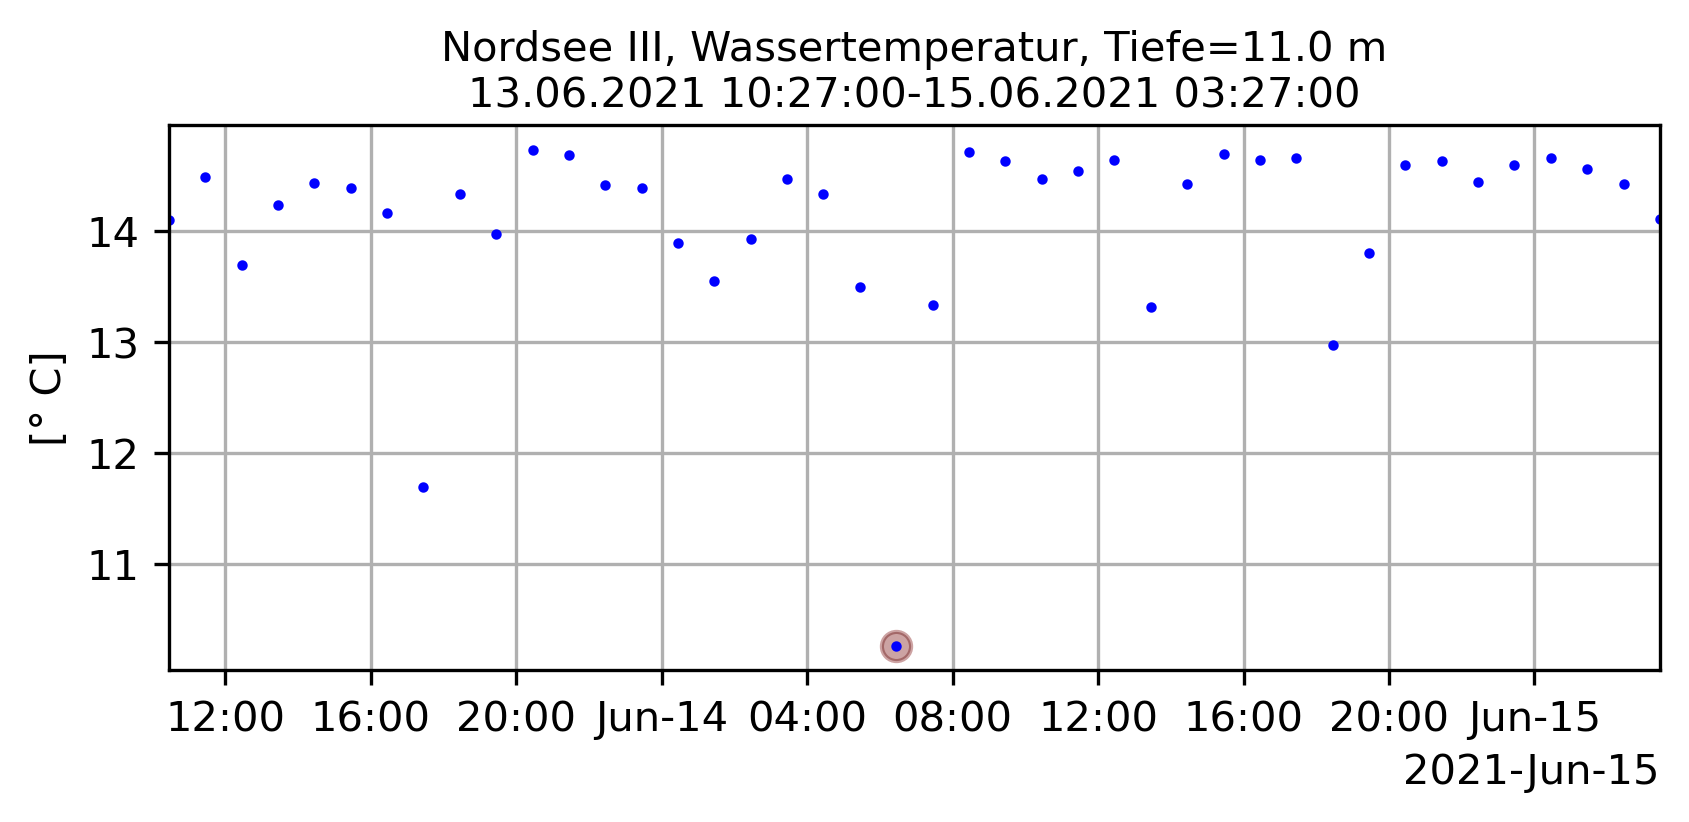 Nordsee III, Wassertemperatur, Tiefe=11.0 m
13.06.2021 10:27:00-15.06.2021 03:27:00
[° C]
14
13
12
11
12:00 16:00 20:00 Jun-14 04:00 08:00 12:00 16:00 20:00 Jun-15
2021-Jun-15